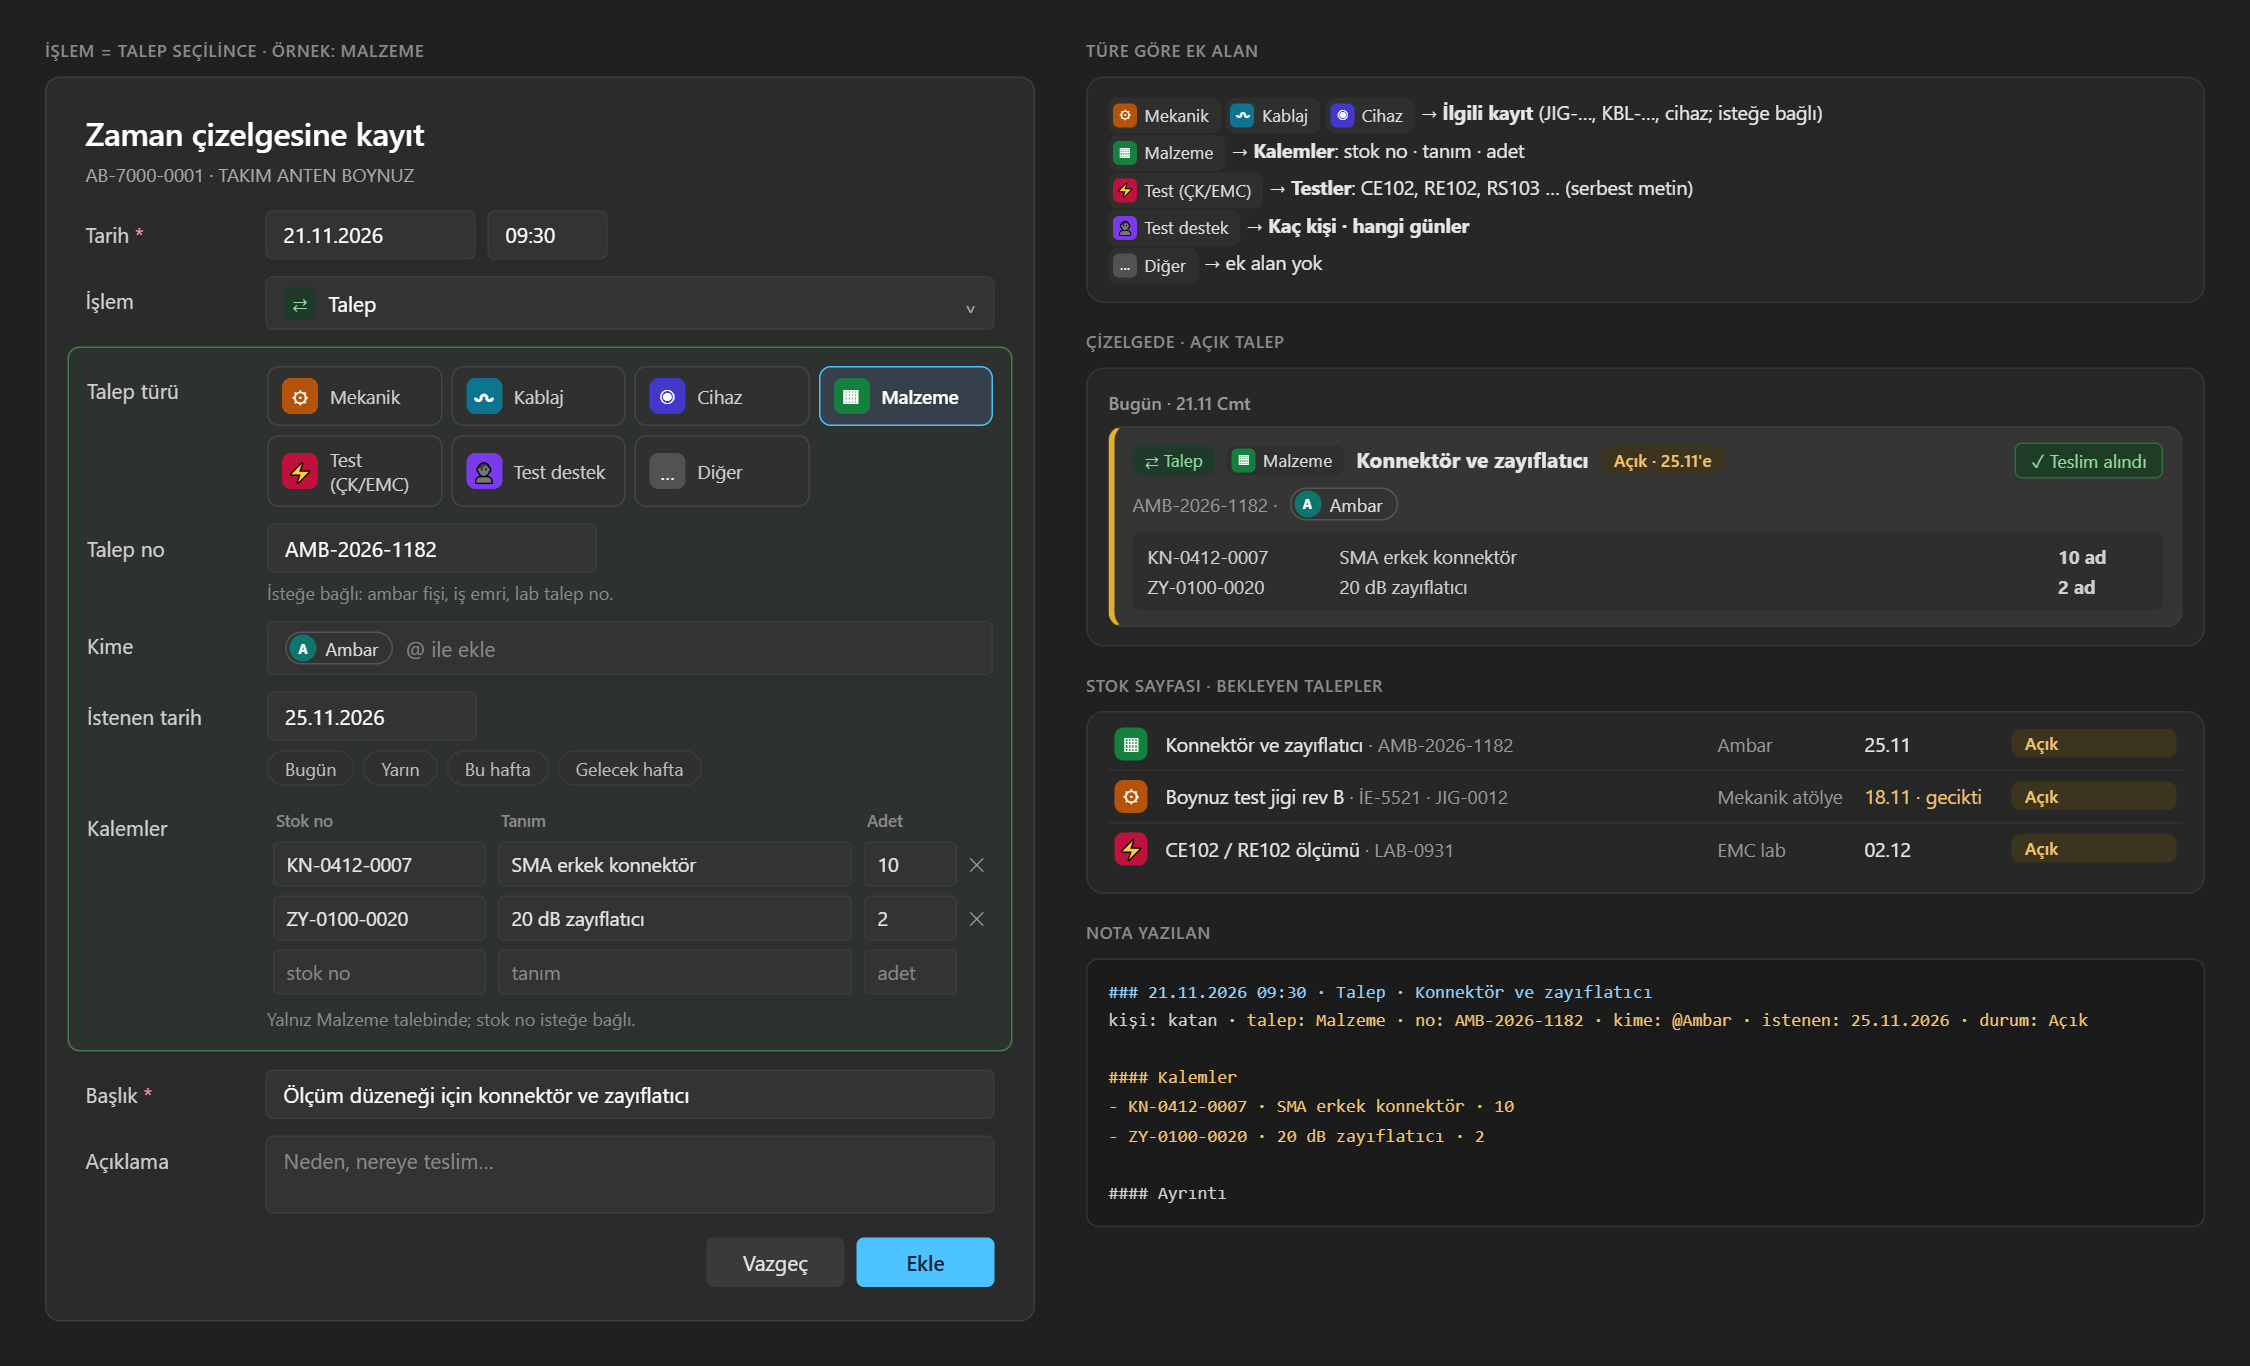 İŞLEM = TALEP SEÇİLİNCE · ÖRNEK: MALZEME
Zaman çizelgesine kayıt
AB-7000-0001 · TAKIM ANTEN BOYNUZ
Tarih *
21.11.2026
09:30
İşlem
⇄ Talep
Talep türü
Mekanik
Kablaj
Cihaz
Malzeme
Test (ÇK/EMC)
Test destek
... Diğer
Talep no
AMB-2026-1182
İsteğe bağlı: ambar fişi, iş emri, lab talep no.
Kime
A Ambar @ ile ekle
İstenen tarih
25.11.2026
Bugün
Yarın
Bu hafta
Gelecek hafta
Kalemler
Stok no Tanım Adet
KN-0412-0007 SMA erkek konnektör 10 ×
ZY-0100-0020 20 dB zayıflatıcı 2 ×
stok no tanım adet
Yalnız Malzeme talebinde; stok no isteğe bağlı.
Başlık *
Ölçüm düzeneği için konnektör ve zayıflatıcı
Açıklama
Neden, nereye teslim...
Vazgeç
Ekle
TÜRE GÖRE EK ALAN
Mekanik Kablaj Cihaz → İlgili kayıt (JIG-..., KBL-..., cihaz; isteğe bağlı)
Malzeme → Kalemler: stok no · tanım · adet
Test (ÇK/EMC) → Testler: CE102, RE102, RS103 ... (serbest metin)
Test destek → Kaç kişi · hangi günler
... Diğer → ek alan yok
ÇİZELGEDE · AÇIK TALEP
Bugün · 21.11 Cmt
⇄ Talep Malzeme Konnektör ve zayıflatıcı Açık · 25.11'e ✓ Teslim alındı
AMB-2026-1182 · A Ambar
KN-0412-0007 SMA erkek konnektör 10 ad
ZY-0100-0020 20 dB zayıflatıcı 2 ad
STOK SAYFASI · BEKLEYEN TALEPLER
Konnektör ve zayıflatıcı · AMB-2026-1182 Ambar 25.11 Açık
Boynuz test jigi rev B · İE-5521 · JIG-0012 Mekanik atölye 18.11 · gecikti Açık
CE102 / RE102 ölçümü · LAB-0931 EMC lab 02.12 Açık
NOTA YAZILAN
### 21.11.2026 09:30 · Talep · Konnektör ve zayıflatıcı
kişi: katan · talep: Malzeme · no: AMB-2026-1182 · kime: @Ambar · istenen: 25.11.2026 · durum: Açık
#### Kalemler
- KN-0412-0007 · SMA erkek konnektör · 10
- ZY-0100-0020 · 20 dB zayıflatıcı · 2
#### Ayrıntı